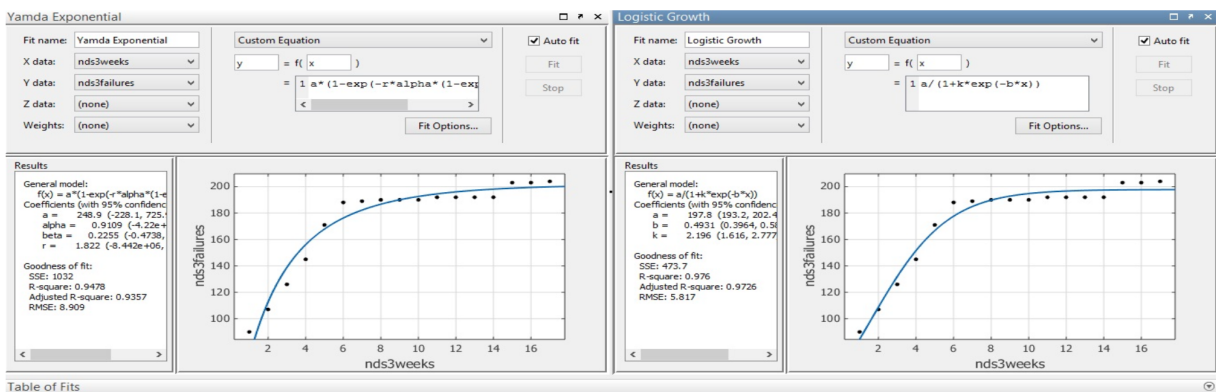 Yamda Exponential
Fit name: Yamda Exponential
X data: nds3weeks
Y data: nds3failures
Z data: (none)
Weights: (none)
Custom Equation
y = f( x )
= 1 a*(1-exp(-r*alpha*(1-exp
Fit Options...
Auto fit
Fit
Stop
Results
General model:
f(x) = a*(1-exp(-r*alpha*(1-e
Coefficients (with 95% confidenc
a = 248.9 (-228.1, 725.
alpha = 0.9109 (-4.22e+
beta = 0.2255 (-0.4738,
r = 1.822 (-8.442e+06,
Goodness of fit:
SSE: 1032
R-square: 0.9478
Adjusted R-square: 0.9357
RMSE: 8.909
nds3failures
200
180
160
140
120
100
2 4 6 8 10 12 14 16
nds3weeks
Logistic Growth
Fit name: Logistic Growth
X data: nds3weeks
Y data: nds3failures
Z data: (none)
Weights: (none)
Custom Equation
y = f( x )
= 1 a/(1+k*exp(-b*x))
Fit Options...
Auto fit
Fit
Stop
Results
General model:
f(x) = a/(1+k*exp(-b*x))
Coefficients (with 95% confidenc
a = 197.8 (193.2, 202.4
b = 0.4931 (0.3964, 0.58
k = 2.196 (1.616, 2.777
Goodness of fit:
SSE: 473.7
R-square: 0.976
Adjusted R-square: 0.9726
RMSE: 5.817
nds3failures
200
180
160
140
120
100
2 4 6 8 10 12 14 16
nds3weeks
Table of Fits